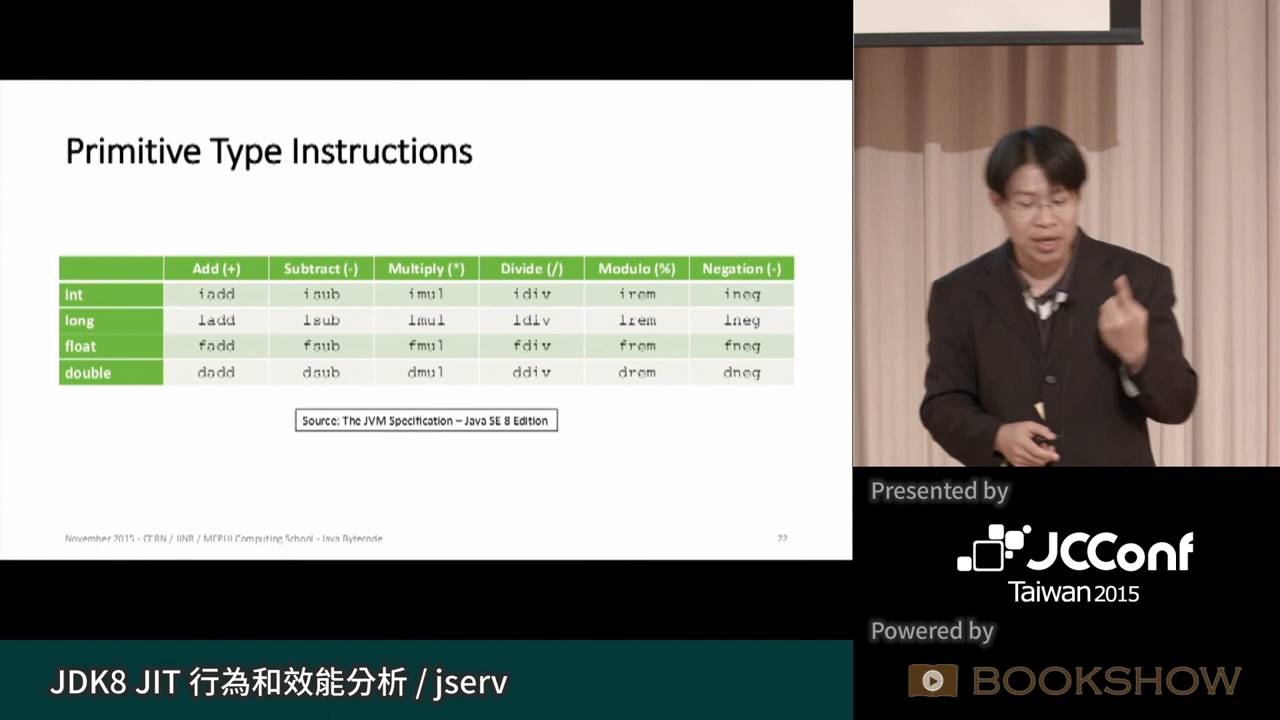 Primitive Type Instructions
Add (+) Subtract (-) Multiply (*) Divide (/) Modulo (%) Negation (-)
Int iadd isub imul idiv irem ineg
long ladd lsub lmul ldiv lrem lneg
float fadd fsub fmul fdiv frem fneg
double dadd dsub dmul ddiv drem dneg
Source: The JVM Specification – Java SE 8 Edition
November 2015 - CERN / JINR / MEPHI Computing School - Java Bytecode
22
Presented by
JCConf
Taiwan 2015
Powered by
BOOKSHOW
JDK8 JIT 行為和效能分析 / jserv